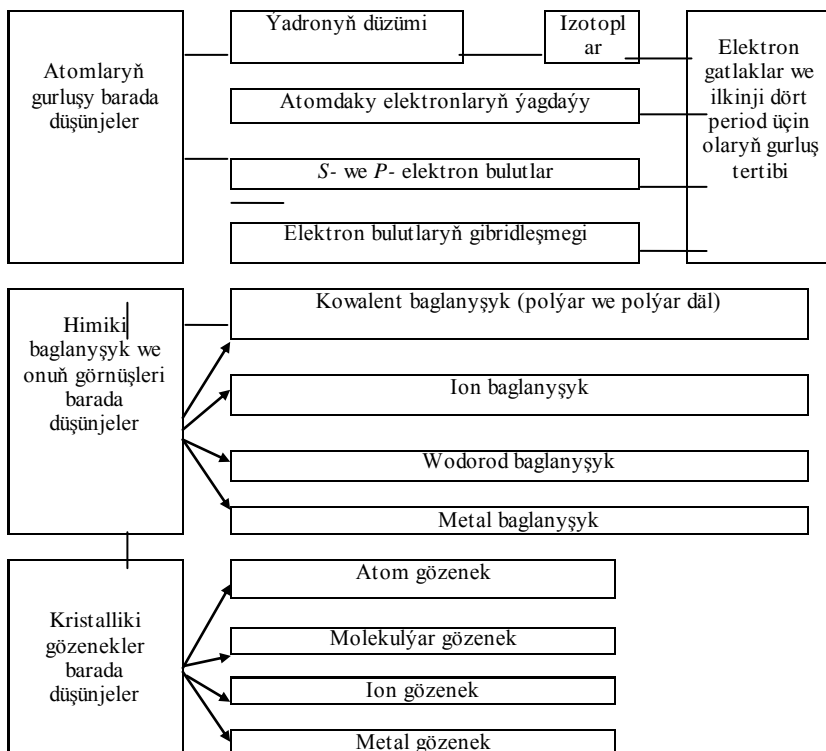 Atomlaryň
gurluşy barada
düşünjeler
Ýadronyň düzümi
Izotopl
ar
Atomdaky elektronlaryň ýagdaýy
S- we P- elektron bulutlar
Elektron bulutlaryň gibridleşmegi
Elektron
gatlaklar we
ilkinji dört
period üçin
olaryň gurluş
tertibi
Himiki
baglanyşyk we
onuň görnüşleri
barada
düşünjeler
Kowalent baglanyşyk (polýar we polýar däl)
Ion baglanyşyk
Wodorod baglanyşyk
Metal baglanyşyk
Kristalliki
gözenekler
barada
düşünjeler
Atom gözenek
Molekulýar gözenek
Ion gözenek
Metal gözenek